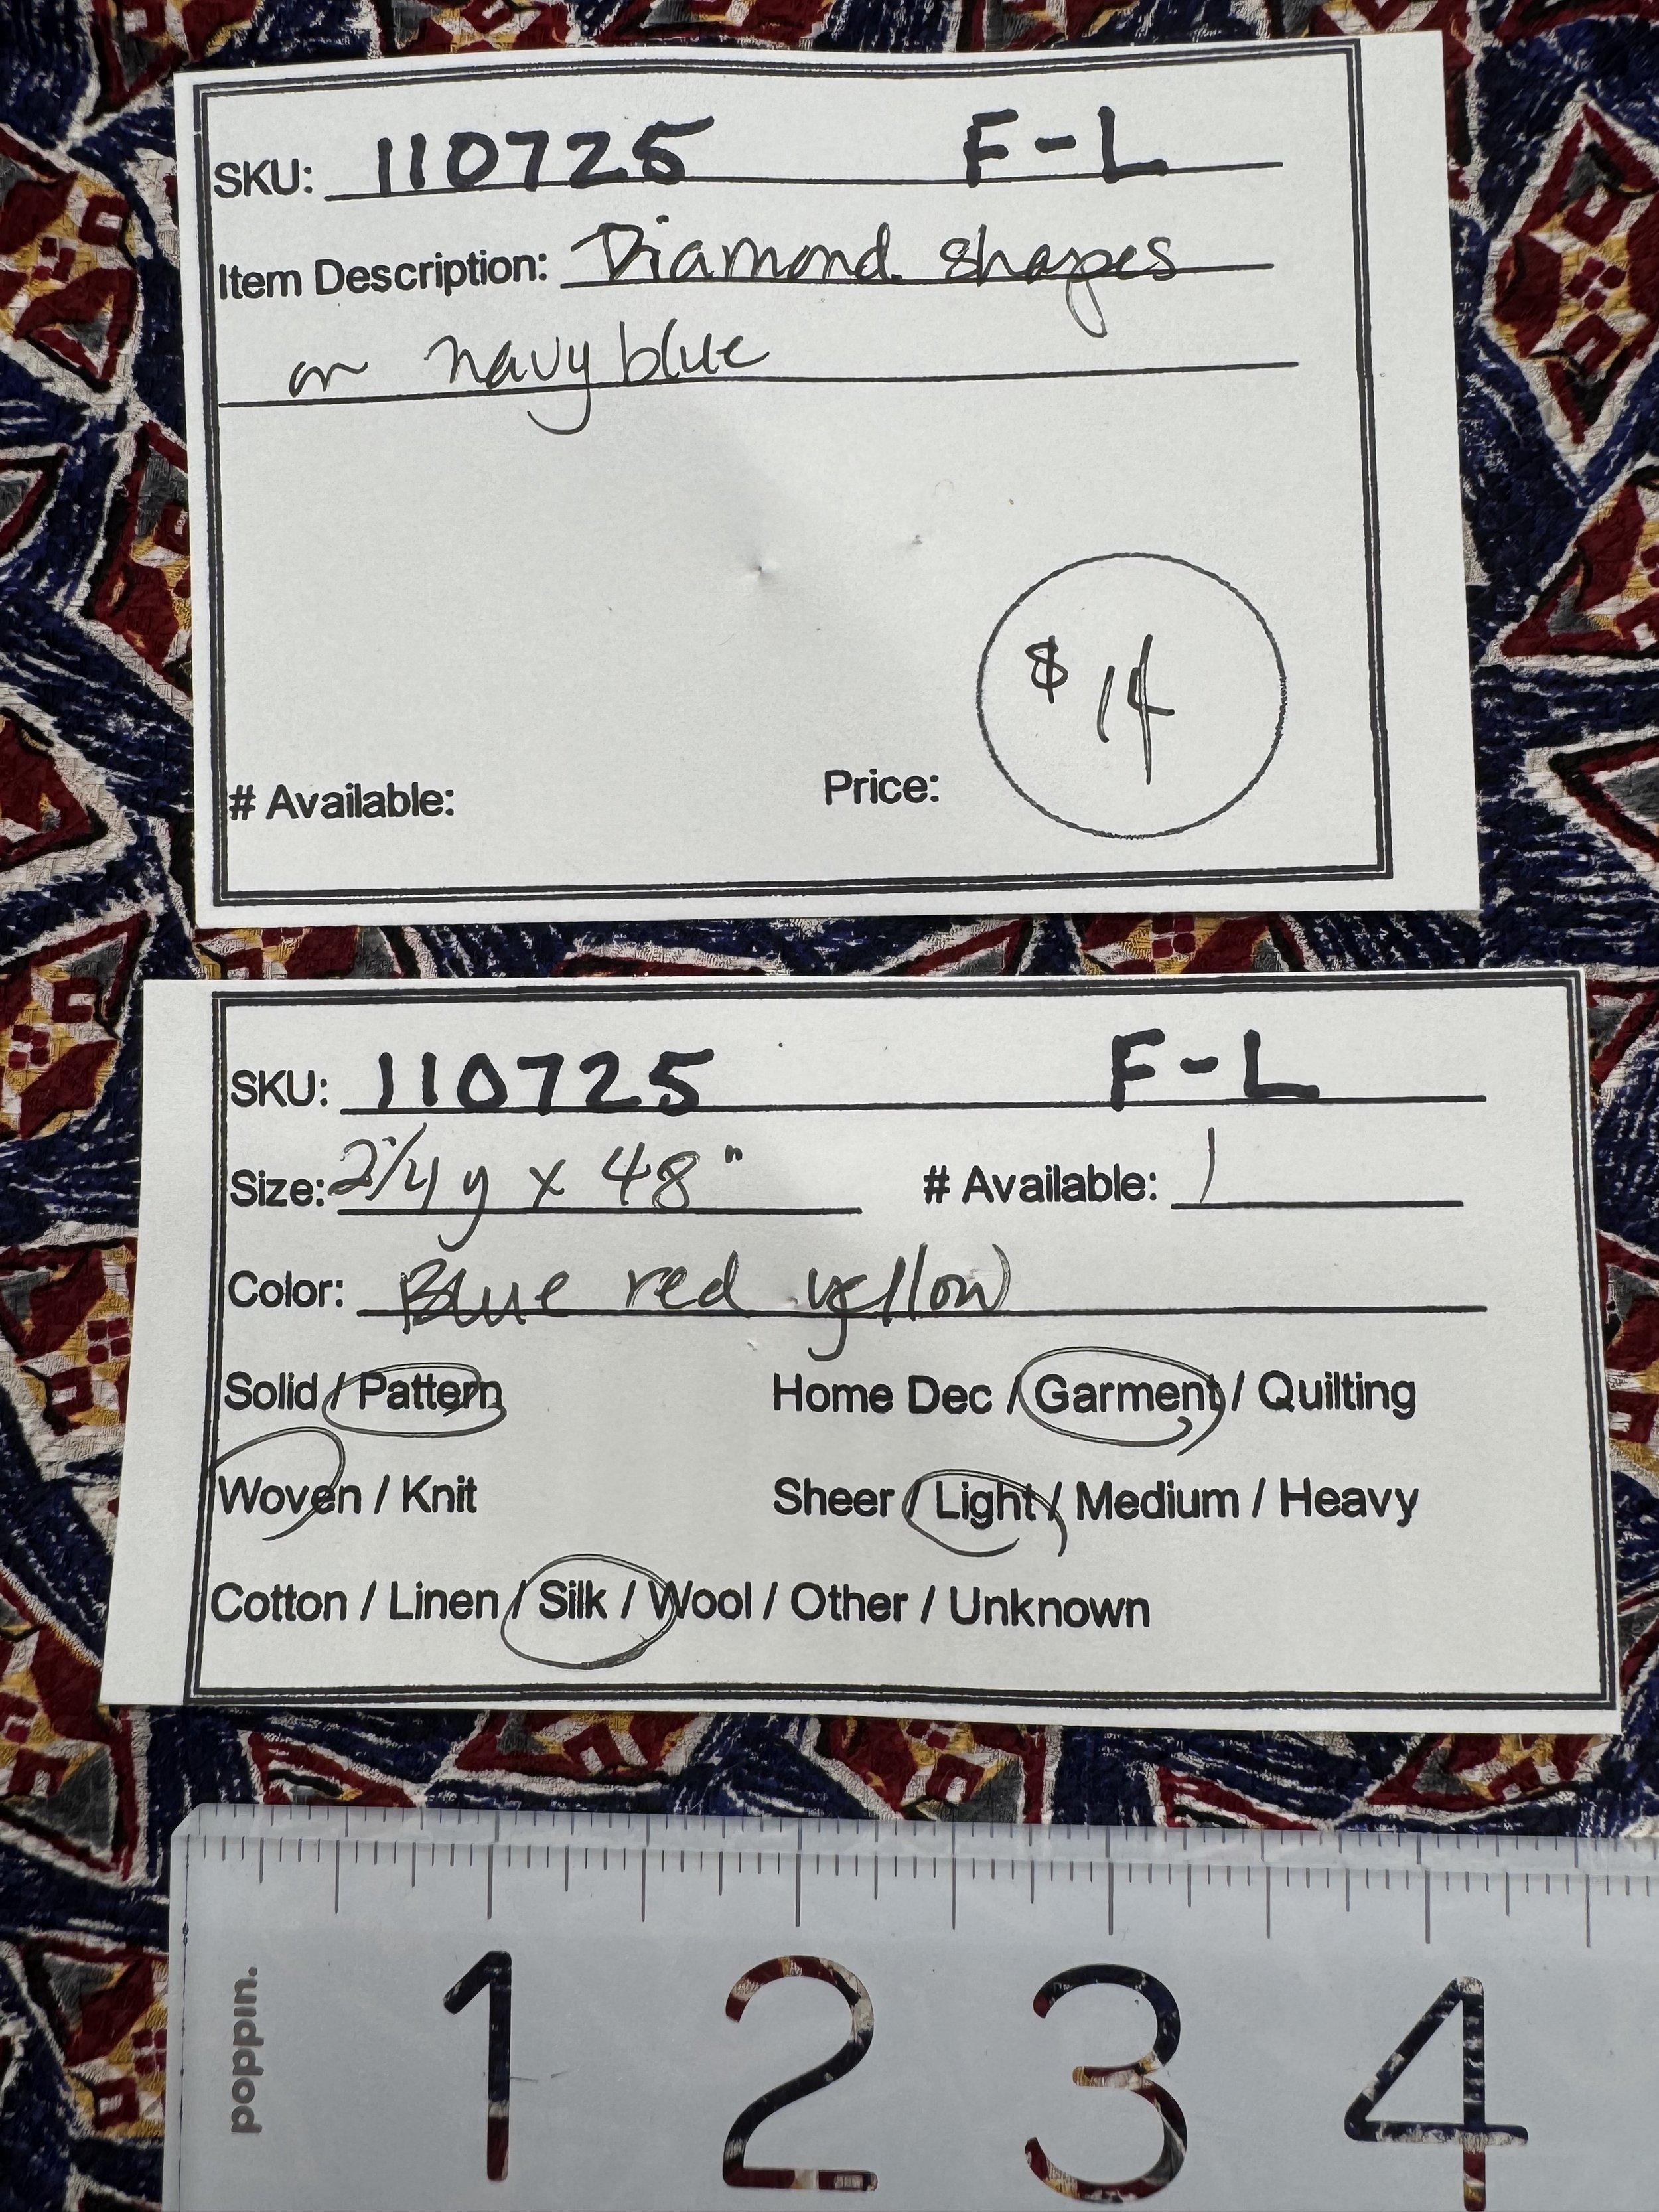 SKU: 110725 F-L
Item Description: Diamond shapes
on navy blue
$14
# Available: Price:
SKU: 110725 F-L
Size: 2 1/4 y x 48" # Available: 1
Color: Blue red yellow
Solid / Pattern Home Dec / Garment / Quilting
Woven / Knit Sheer / Light / Medium / Heavy
Cotton / Linen / Silk / Wool / Other / Unknown
poppin.
1 2 3 4